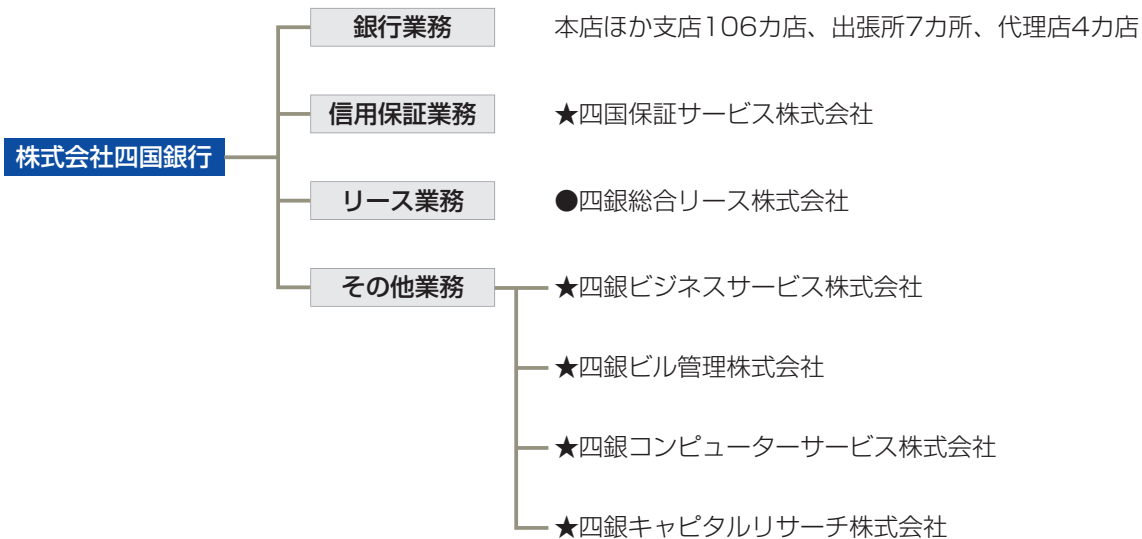 銀行業務 本店ほか支店106カ店、出張所7カ所、代理店4カ店
信用保証業務 ★四国保証サービス株式会社
株式会社四国銀行
リース業務 ●四銀総合リース株式会社
その他業務 ★四銀ビジネスサービス株式会社
★四銀ビル管理株式会社
★四銀コンピューターサービス株式会社
★四銀キャピタルリサーチ株式会社